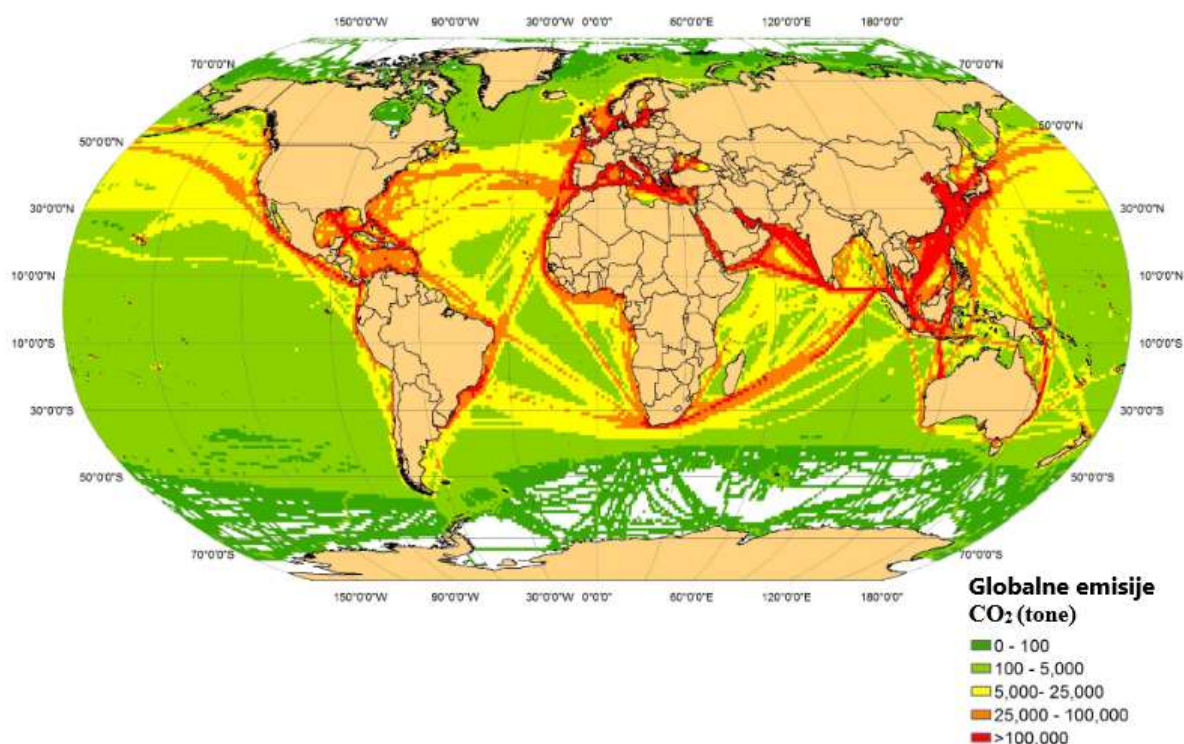 150°0'0"W 90°0'0"W 30°0'0"W 0°0'0" 60°0'0"E 120°0'0"E 180°0'0"
70°0'0"N 70°0'0"N
50°0'0"N 50°0'0"N
30°0'0"N 30°0'0"N
10°0'0"N 10°0'0"N
10°0'0"S 10°0'0"S
30°0'0"S 30°0'0"S
50°0'0"S 50°0'0"S
70°0'0"S 70°0'0"S
150°0'0"W 90°0'0"W 30°0'0"W 0°0'0" 60°0'0"E 120°0'0"E 180°0'0"
Globalne emisije
CO₂ (tone)
0 - 100
100 - 5,000
5,000- 25,000
25,000 - 100,000
>100,000